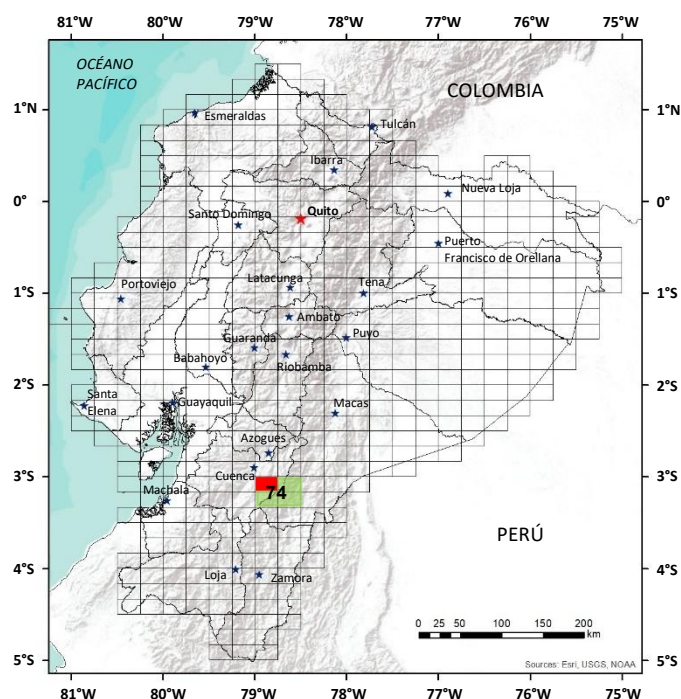 81°W 80°W 79°W 78°W 77°W 76°W 75°W
OCÉANO
PACÍFICO
COLOMBIA
1°N 1°N
Esmeraldas
Tulcán
Ibarra
Nueva Loja
0° 0°
Santo Domingo
Quito
Puerto
Francisco de Orellana
Latacunga
Tena
Portoviejo
1°S 1°S
Ambato
Guaranda
Puyo
Babahoyo
Riobamba
2°S 2°S
Santa
Elena
Guayaquil
Macas
Azogues
3°S 3°S
Cuenca
Machala
74
PERÚ
Loja
Zamora
4°S 4°S
0 25 50 100 150 200
km
5°S 5°S
Sources: Esri, USGS, NOAA
81°W 80°W 79°W 78°W 77°W 76°W 75°W